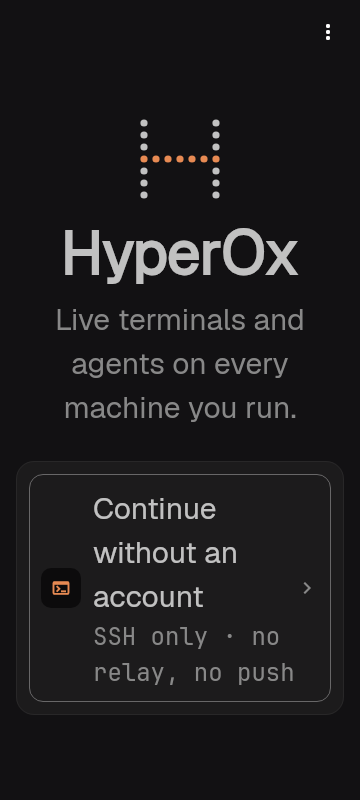 HyperOx
Live terminals and
agents on every
machine you run.
Continue
without an
account
SSH only · no
relay, no push